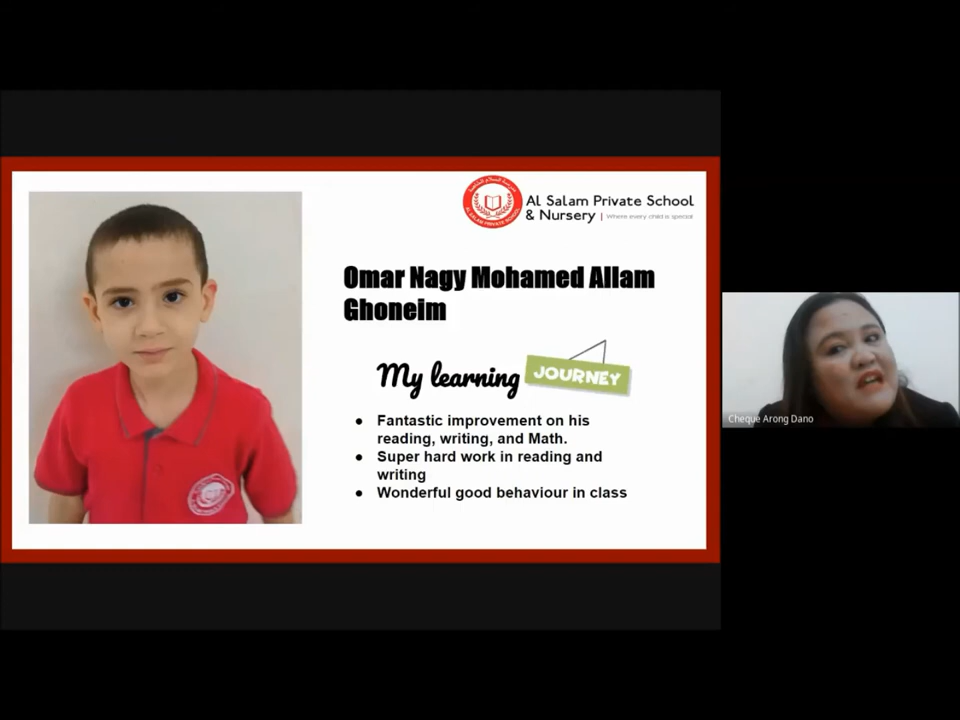 Al Salam Private School
& Nursery | Where every child is special
Omar Nagy Mohamed Allam
Ghoneim
My learning JOURNEY
● Fantastic improvement on his
reading, writing, and Math.
● Super hard work in reading and
writing
● Wonderful good behaviour in class
Cheque Arong Dano